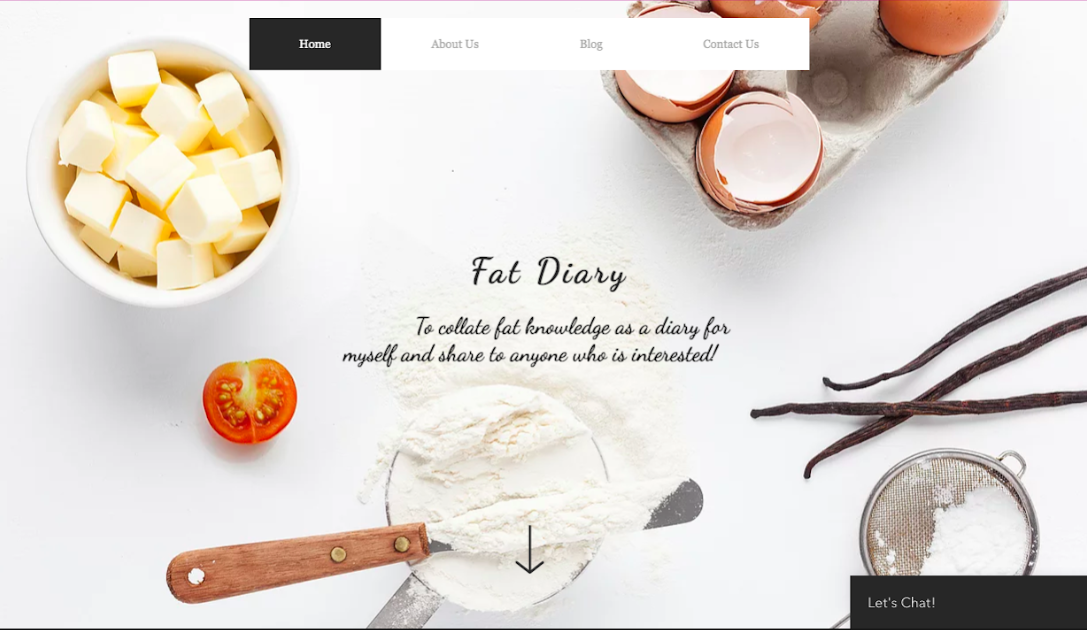 Home
About Us
Blog
Contact Us
Fat Diary
To collate fat knowledge as a diary for
myself and share to anyone who is interested!
Let's Chat!